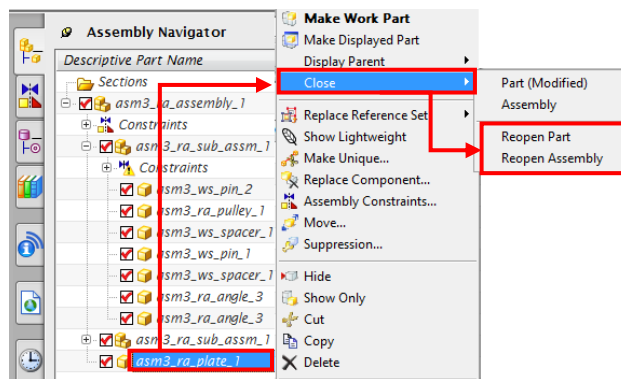 Assembly Navigator
Descriptive Part Name
Sections
asm3_ra_assembly_1
Constraints
asm3_ra_sub_assm_1
Constraints
asm3_ws_pin_2
asm3_ra_pulley_1
asm3_ws_spacer_1
asm3_ws_pin_1
asm3_ws_spacer_1
asm3_ra_angle_3
asm3_ra_angle_3
asm3_ra_sub_assm_1
asm3_ra_plate_1
Make Work Part
Make Displayed Part
Display Parent
Close
Replace Reference Set
Show Lightweight
Make Unique...
Replace Component...
Assembly Constraints...
Move...
Suppression...
Hide
Show Only
Cut
Copy
Delete
Part (Modified)
Assembly
Reopen Part
Reopen Assembly